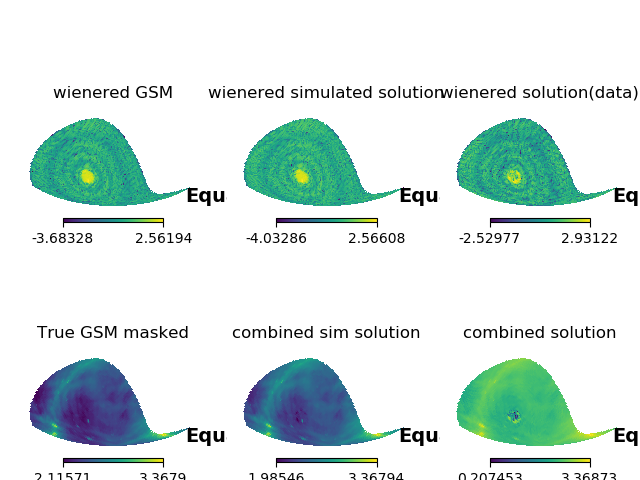 wienered GSM
wienered simulated solution
wienered solution(data)
Equ
Equ
Eq
-3.68328 2.56194
-4.03286 2.56608
-2.52977 2.93122
True GSM masked
combined sim solution
combined solution
Equ
Equ
Eq
2.11571 3.3679
1.98546 3.36794
0.207453 3.36873